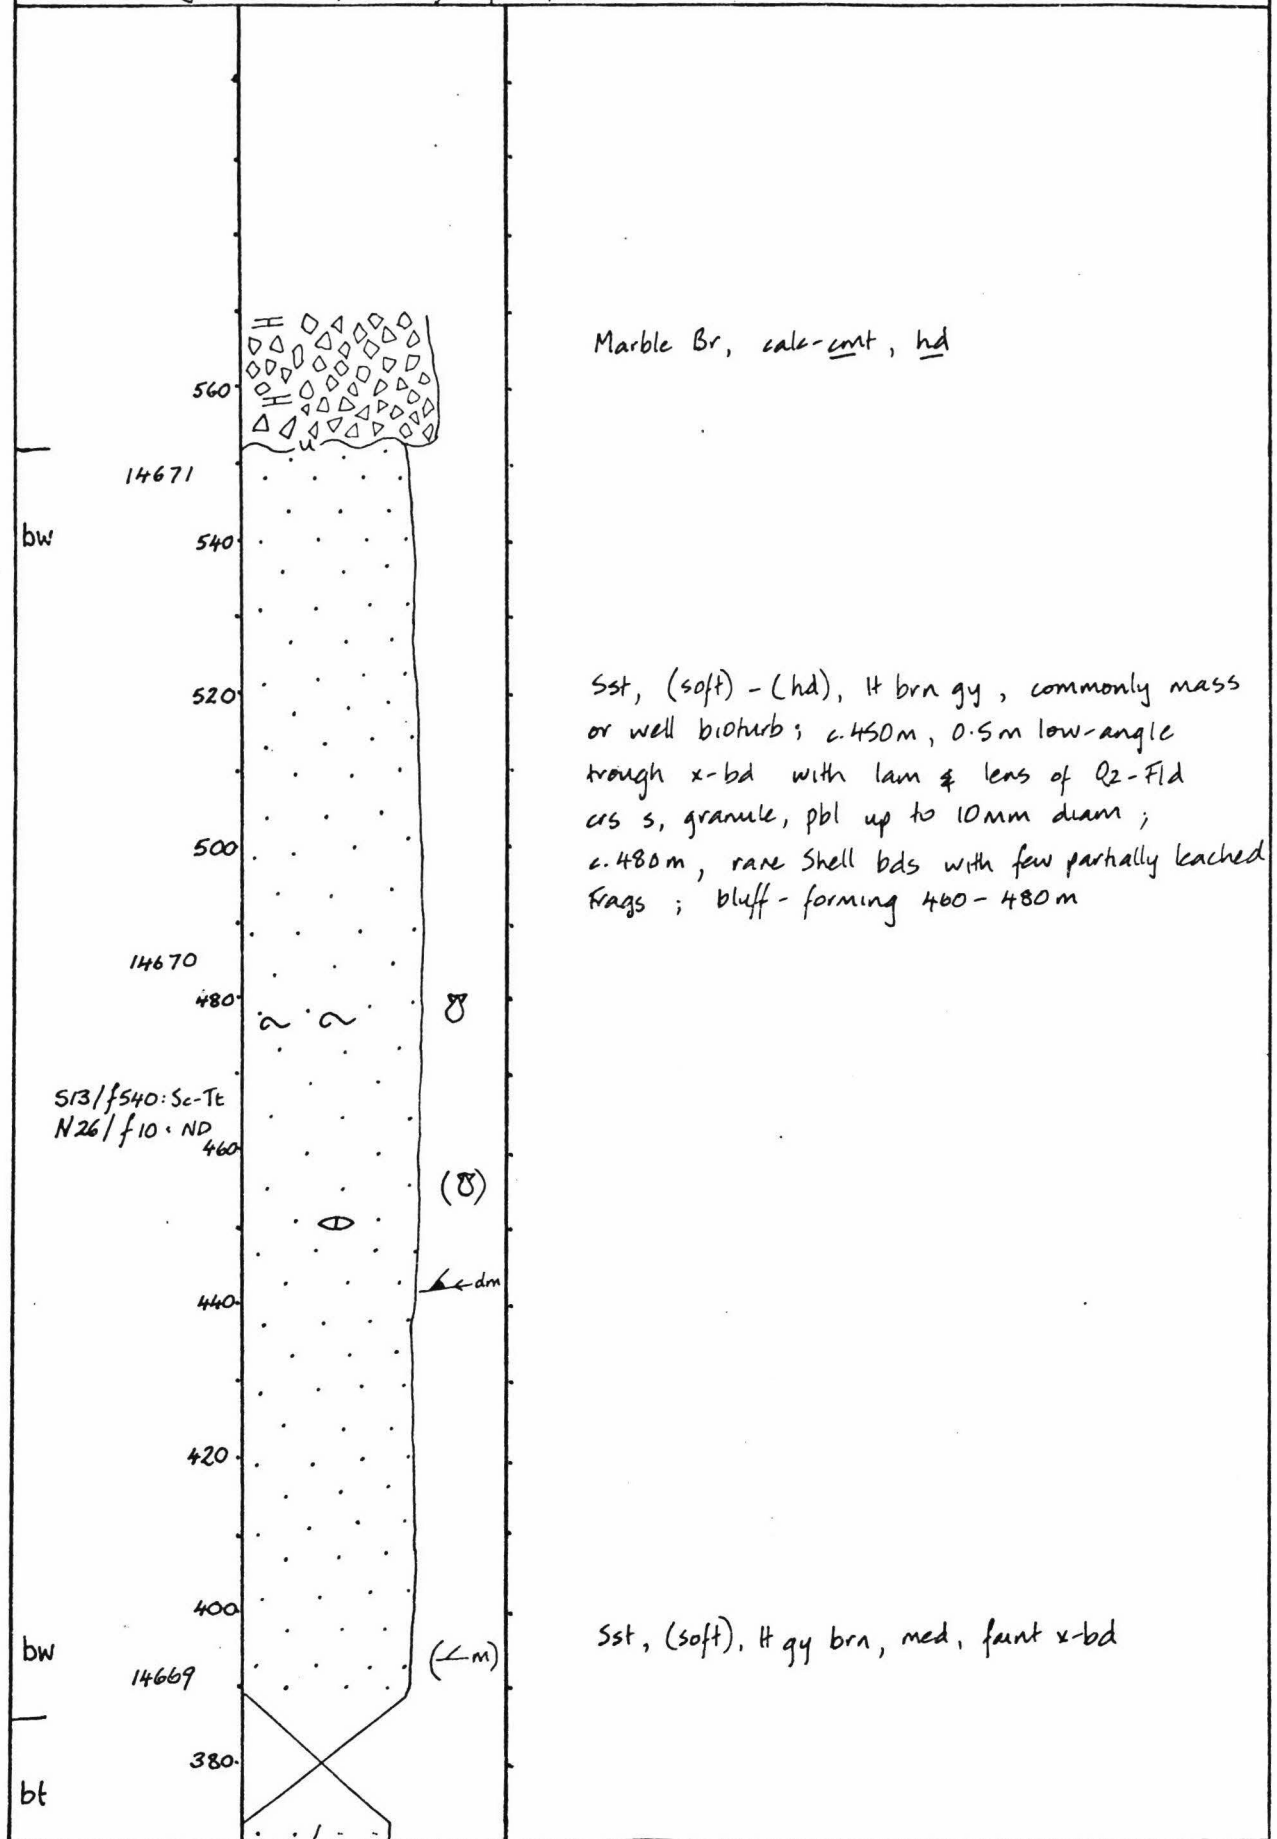 560
Marble Br, calc-cmt, hd
u
14671
bw
540
520
Sst, (soft) - (hd), lt brn gy, commonly mass
or well bioturb; c.450m, 0.5m low-angle
trough x-bd with lam & lens of Qz-Fld
crs s, granule, pbl up to 10mm diam;
c.480m, rare Shell bds with few partially leached
frags; bluff-forming 460-480m
500
14670
480
S13/f540: Sc-Tt
N26/f10: ND
460
dm
440
420
400
bw
14669
(m)
Sst, (soft), lt gy brn, med, faint x-bd
380
bt